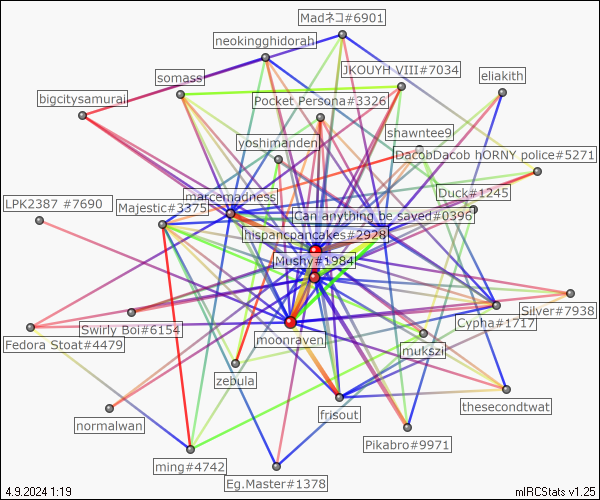 Madネコ#6901
neokingghidorah
JKOUYH VIII#7034
eliakith
somass
bigcitysamurai
Pocket Persona#3326
shawntee9
yoshimanden
DacobDacob hORNY police#5271
marcemadness
Duck#1245
LPK2387 #7690
Majestic#3375
Can anything be saved#0396
hispancpancakes#2928
Mushy#1984
Silver#7938
Swirly Boi#6154
Cypha#1717
Fedora Stoat#4479
moonraven
mukszi
zebula
thesecondtwat
frisout
normalwan
Pikabro#9971
ming#4742
Eg.Master#1378
4.9.2024 1:19
mIRCStats v1.25